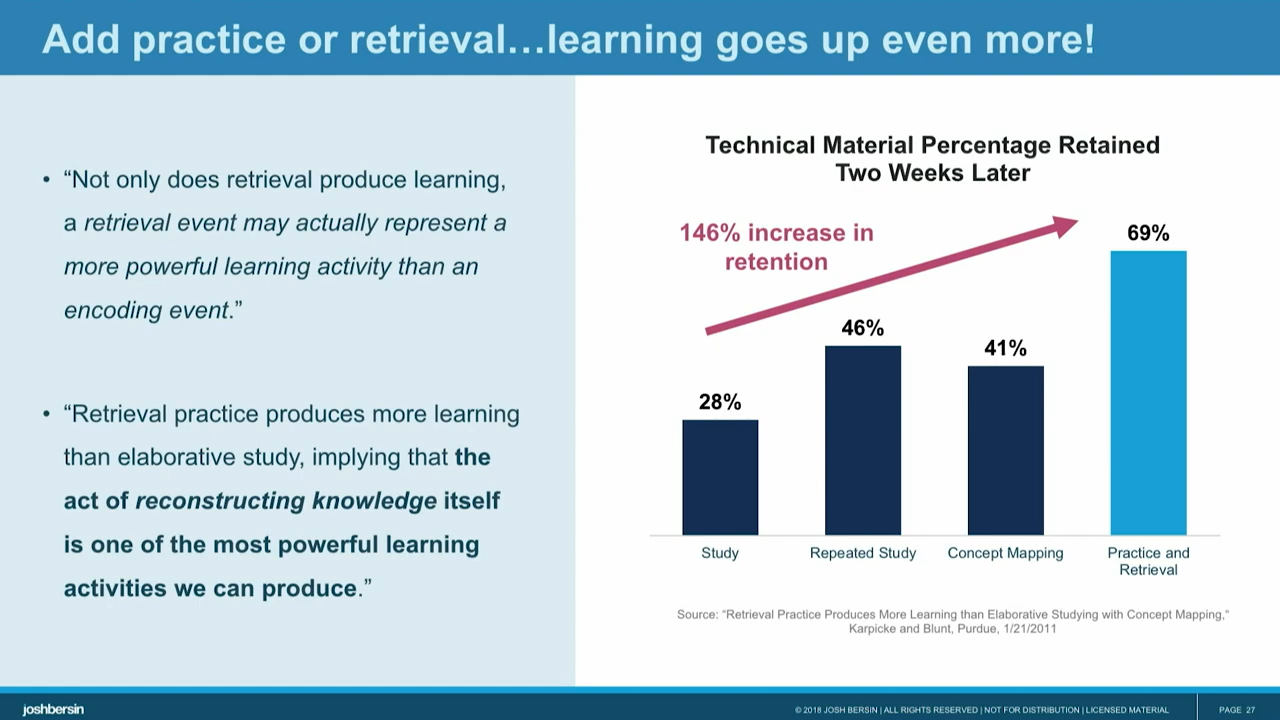 Add practice or retrieval…learning goes up even more!
• “Not only does retrieval produce learning,
a retrieval event may actually represent a
more powerful learning activity than an
encoding event.”
• “Retrieval practice produces more learning
than elaborative study, implying that the
act of reconstructing knowledge itself
is one of the most powerful learning
activities we can produce.”
Technical Material Percentage Retained
Two Weeks Later
146% increase in
retention
28%
46%
41%
69%
Study
Repeated Study
Concept Mapping
Practice and
Retrieval
Source: “Retrieval Practice Produces More Learning than Elaborative Studying with Concept Mapping,“
Karpicke and Blunt, Purdue, 1/21/2011
joshbersin
© 2018 JOSH BERSIN | ALL RIGHTS RESERVED | NOT FOR DISTRIBUTION | LICENSED MATERIAL
PAGE 27